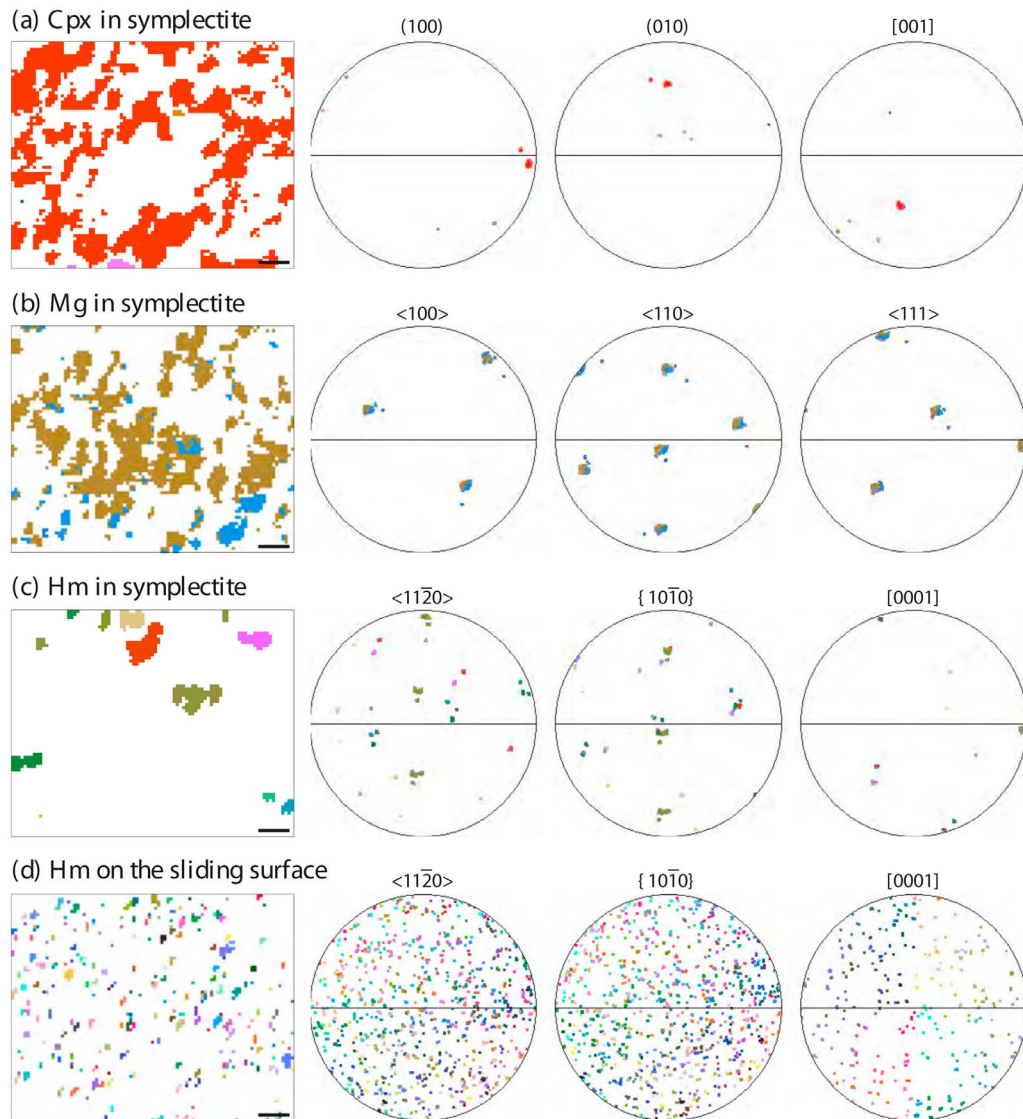 (a) Cpx in symplectite
(100) (010) [001]
(b) Mg in symplectite
<100> <110> <111>
(c) Hm in symplectite
<112̅0> {101̅0} [0001]
(d) Hm on the sliding surface
<112̅0> {101̅0} [0001]